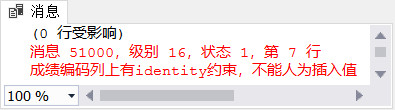 消息
(0 行受影响)
消息 51000, 级别 16, 状态 1, 第 7 行
成绩编码列上有identity约束, 不能人为插入值
100 %